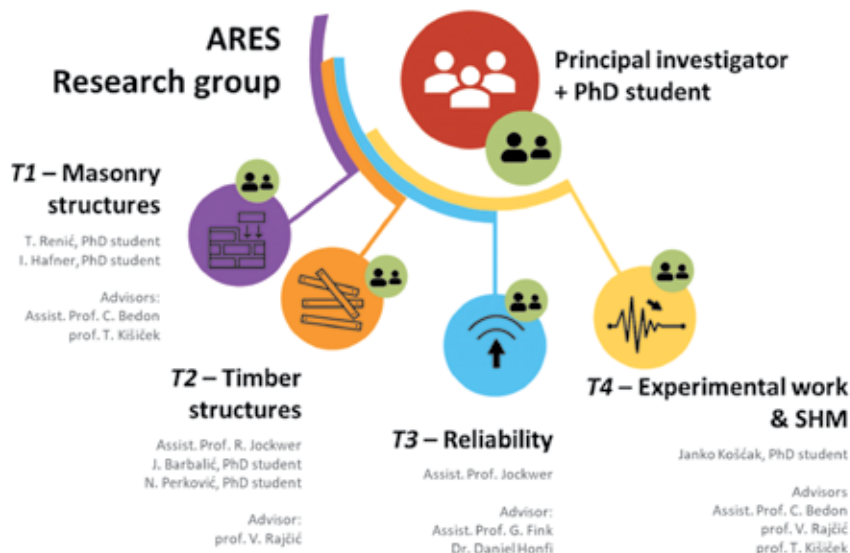 ARES
Research group
Principal investigator
+ PhD student
T1 – Masonry
structures
T. Renić, PhD student
I. Hafner, PhD student
Advisors:
Assist. Prof. C. Bedon
prof. T. Kišiček
T2 – Timber
structures
Assist. Prof. R. Jockwer
J. Barbalić, PhD student
N. Perković, PhD student
Advisor:
prof. V. Rajčić
T3 – Reliability
Assist. Prof. Jockwer
Advisor:
Assist. Prof. G. Fink
Dr. Daniel Honfi
T4 – Experimental work
& SHM
Janko Košćak, PhD student
Advisors
Assist. Prof. C. Bedon
prof. V. Rajčić
prof. T. Kišiček